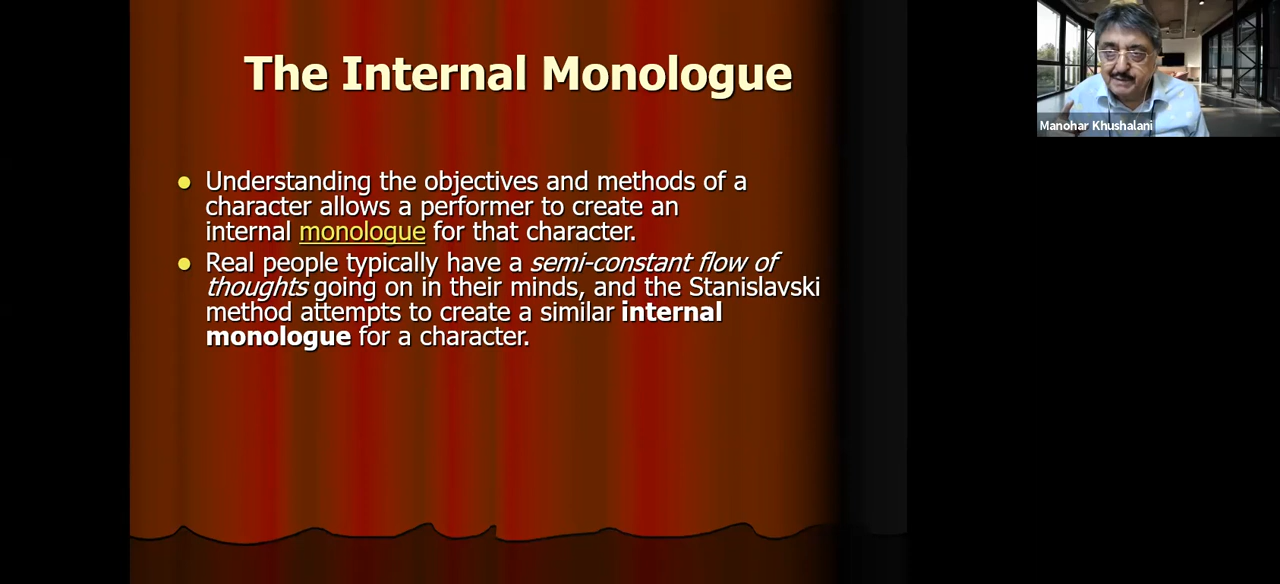 The Internal Monologue
Understanding the objectives and methods of a
character allows a performer to create an
internal monologue for that character.
Real people typically have a semi-constant flow of
thoughts going on in their minds, and the Stanislavski
method attempts to create a similar internal
monologue for a character.
Manohar Khushalani